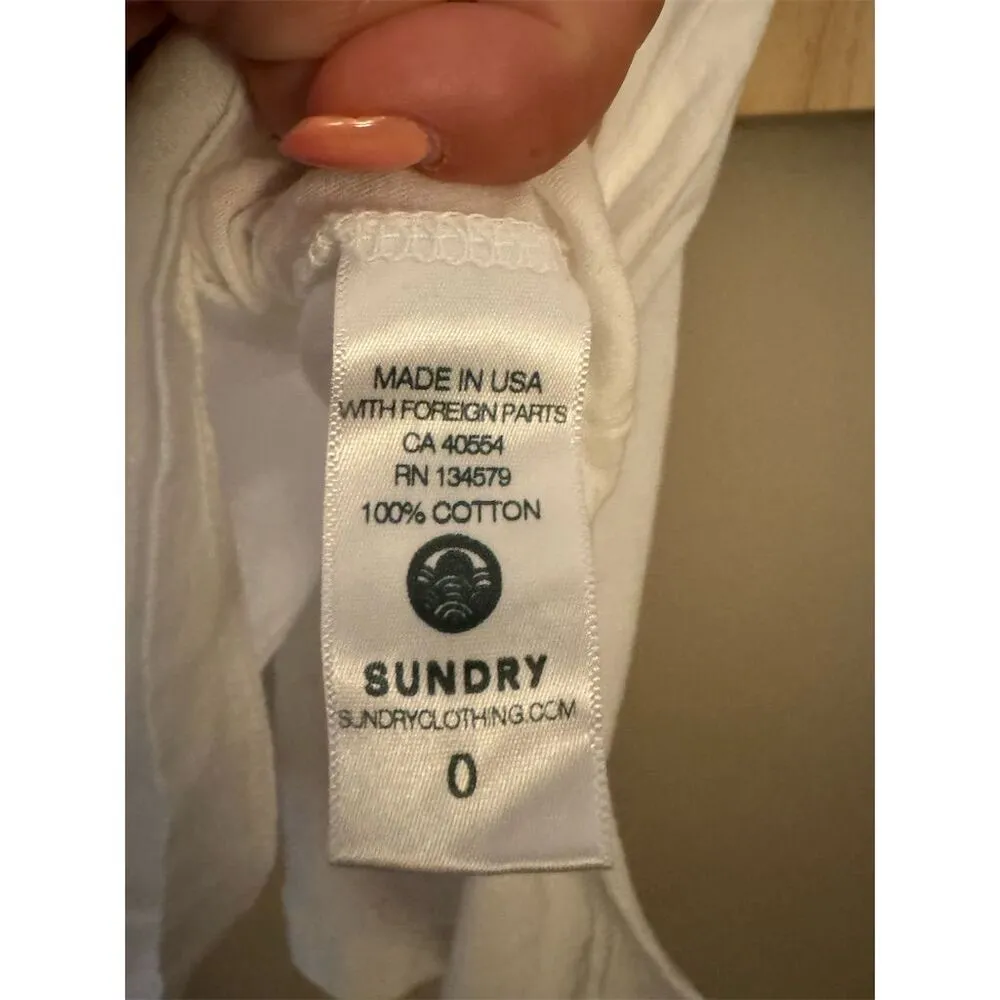 MADE IN USA
WITH FOREIGN PARTS
CA 40554
RN 134579
100% COTTON
SUNDRY
SUNDRYCLOTHING.COM
0